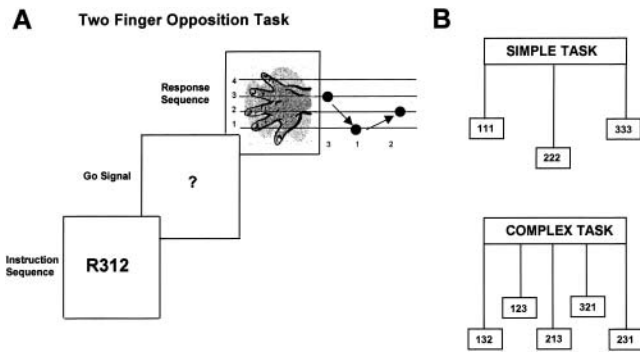 A
Two Finger Opposition Task
Response
Sequence
4
3
2
1
3 1 2
Go Signal
?
Instruction
Sequence
R312
B
SIMPLE TASK
111
222
333
COMPLEX TASK
123
321
132
213
231